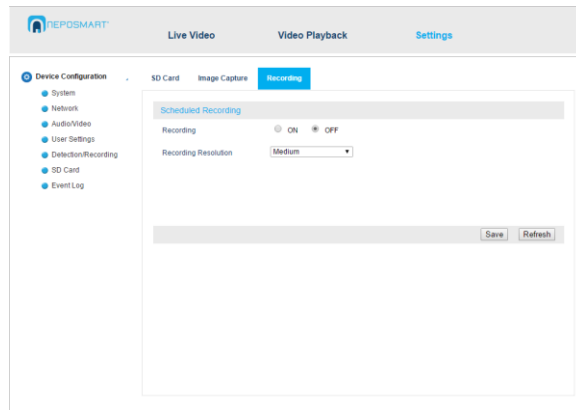 NEPOSMART
Live Video Video Playback Settings
Device Configuration
System
Network
Audio/Video
User Settings
Detection/Recording
SD Card
Event Log
SD Card Image Capture Recording
Scheduled Recording
Recording ON OFF
Recording Resolution Medium
Save Refresh